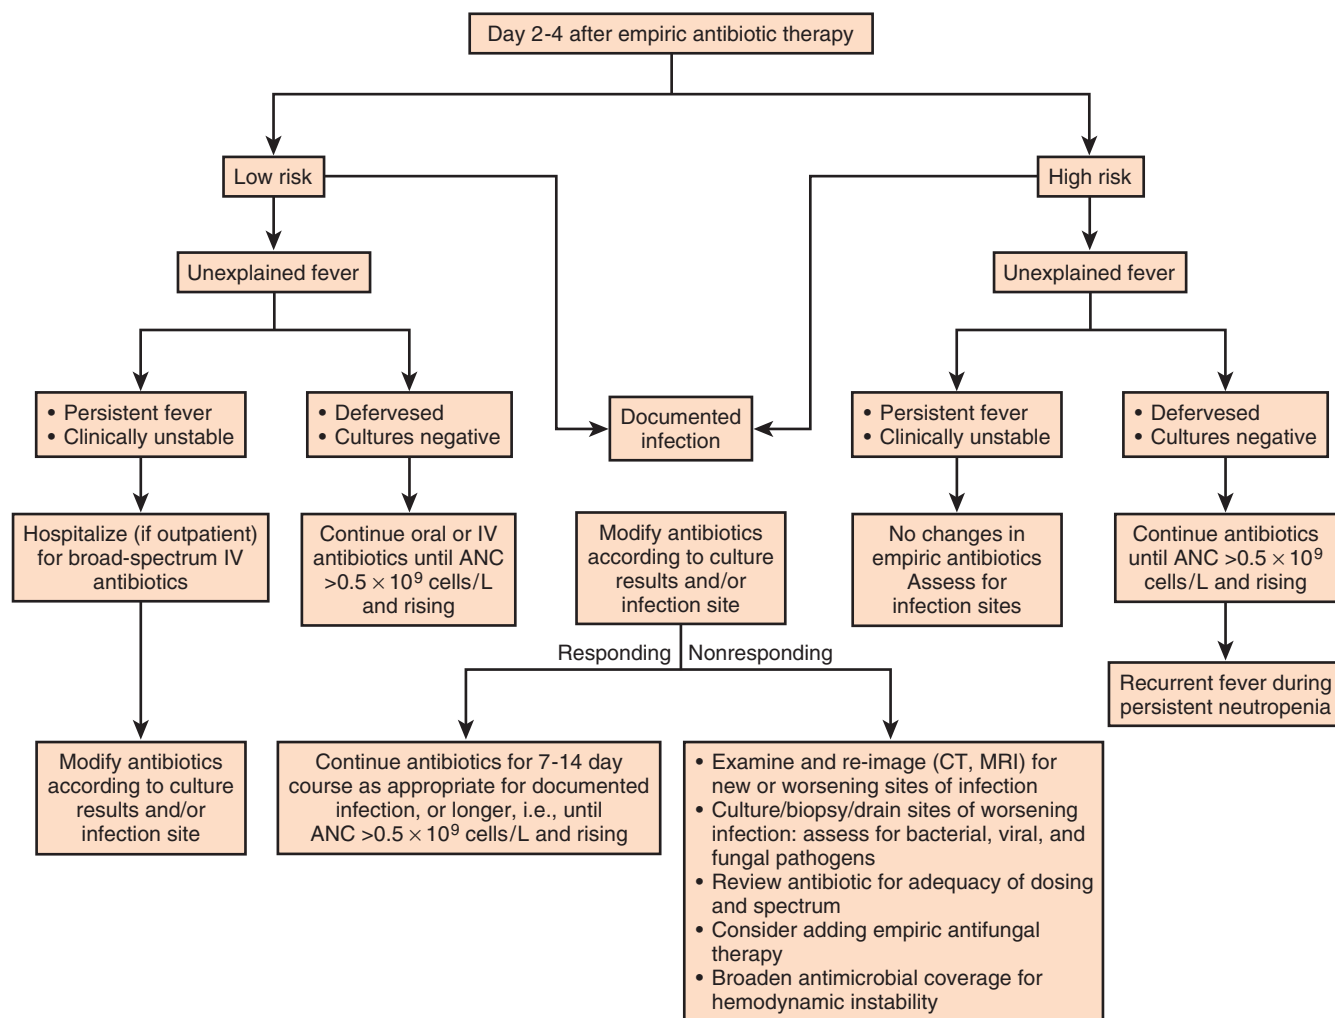 Day 2-4 after empiric antibiotic therapy
Low risk
High risk
Unexplained fever
Unexplained fever
• Persistent fever
• Clinically unstable
• Defervesed
• Cultures negative
Documented
infection
• Persistent fever
• Clinically unstable
• Defervesed
• Cultures negative
Hospitalize (if outpatient)
for broad-spectrum IV
antibiotics
Continue oral or IV
antibiotics until ANC
>0.5 × 10⁹ cells/L
and rising
Modify antibiotics
according to culture
results and/or
infection site
No changes in
empiric antibiotics
Assess for
infection sites
Continue antibiotics
until ANC >0.5 × 10⁹
cells/L and rising
Responding
Nonresponding
Recurrent fever during
persistent neutropenia
Modify antibiotics
according to culture
results and/or
infection site
Continue antibiotics for 7-14 day
course as appropriate for documented
infection, or longer, i.e., until
ANC >0.5 × 10⁹ cells/L and rising
• Examine and re-image (CT, MRI) for
new or worsening sites of infection
• Culture/biopsy/drain sites of worsening
infection: assess for bacterial, viral, and
fungal pathogens
• Review antibiotic for adequacy of dosing
and spectrum
• Consider adding empiric antifungal
therapy
• Broaden antimicrobial coverage for
hemodynamic instability